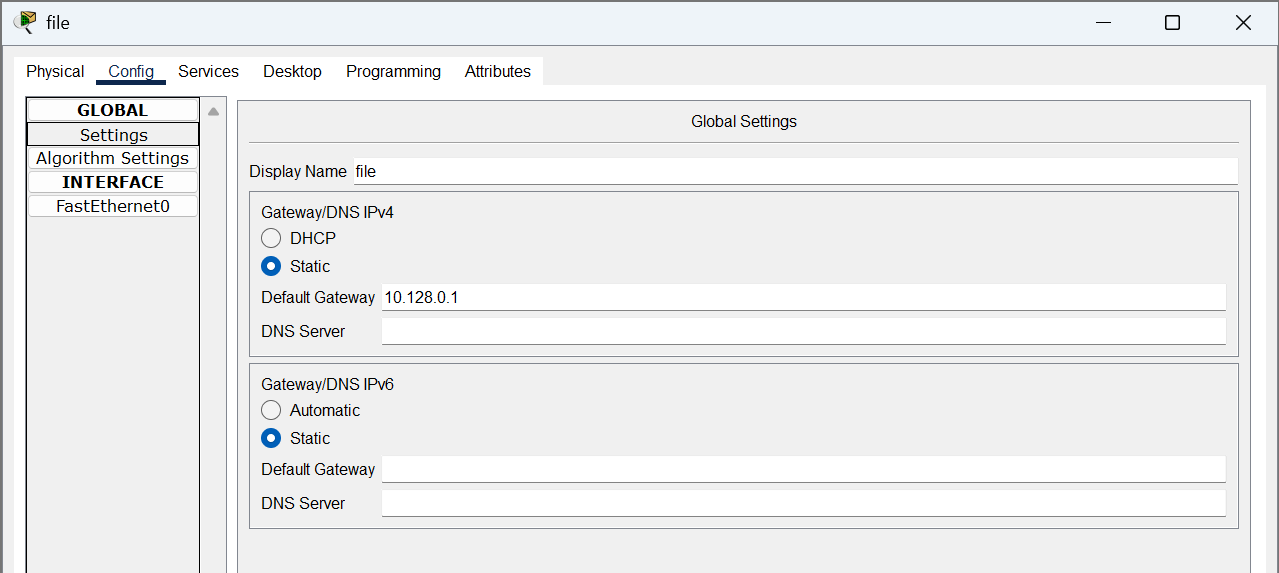 file
Physical Config Services Desktop Programming Attributes
GLOBAL
Settings
Algorithm Settings
INTERFACE
FastEthernet0
Global Settings
Display Name file
Gateway/DNS IPv4
DHCP
Static
Default Gateway 10.128.0.1
DNS Server
Gateway/DNS IPv6
Automatic
Static
Default Gateway
DNS Server